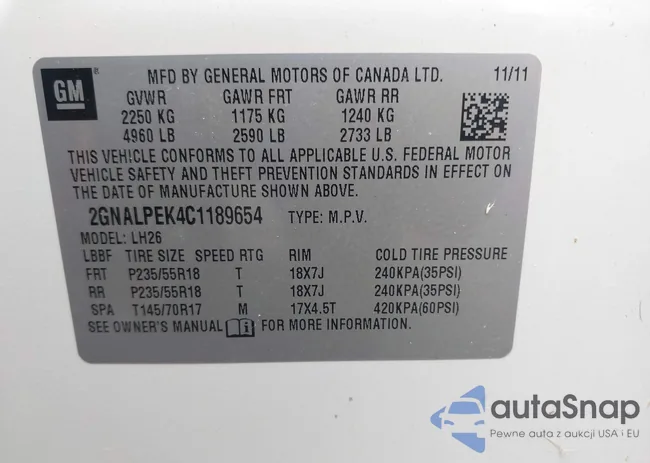 GM ®
MFD BY GENERAL MOTORS OF CANADA LTD. 11/11
GVWR GAWR FRT GAWR RR
2250 KG 1175 KG 1240 KG
4960 LB 2590 LB 2733 LB
THIS VEHICLE CONFORMS TO ALL APPLICABLE U.S. FEDERAL MOTOR
VEHICLE SAFETY AND THEFT PREVENTION STANDARDS IN EFFECT ON
THE DATE OF MANUFACTURE SHOWN ABOVE.
2GNALPEK4C1189654 TYPE: M.P.V.
MODEL: LH26
LBBF TIRE SIZE SPEED RTG RIM COLD TIRE PRESSURE
FRT P235/55R18 T 18X7J 240KPA(35PSI)
RR P235/55R18 T 18X7J 240KPA(35PSI)
SPA T145/70R17 M 17X4.5T 420KPA(60PSI)
SEE OWNER'S MANUAL FOR MORE INFORMATION.
autaSnap
Pewne auta z aukcji USA i EU